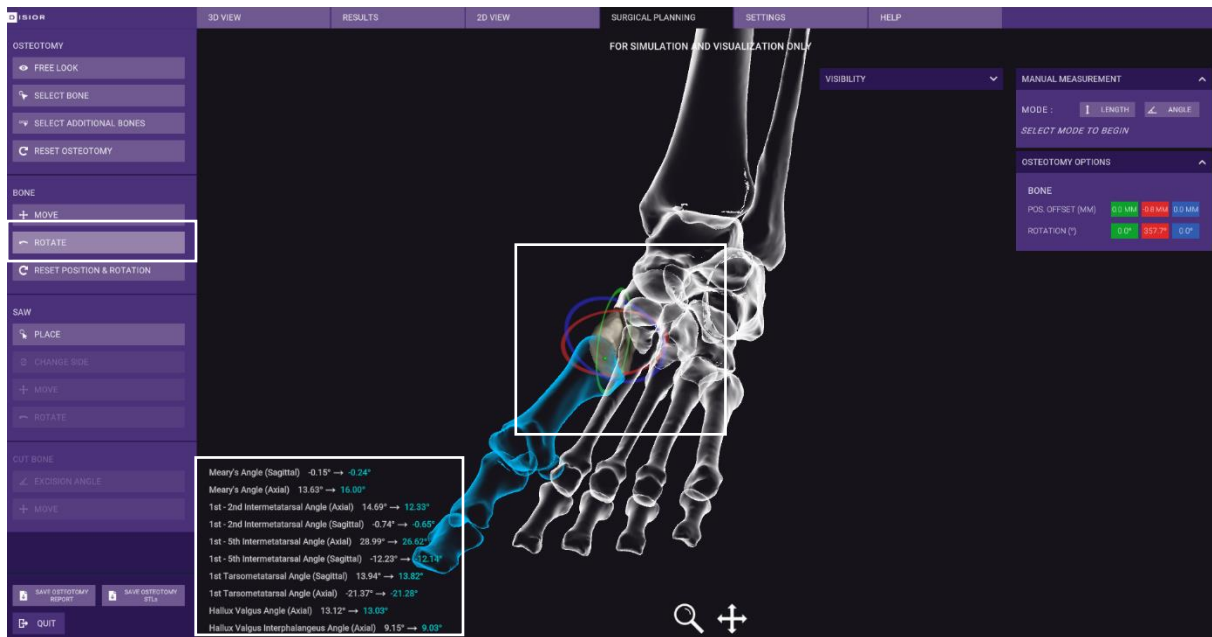 DISIOR
3D VIEW
RESULTS
2D VIEW
SURGICAL PLANNING
SETTINGS
HELP
OSTEOTOMY
FREE LOOK
SELECT BONE
SELECT ADDITIONAL BONES
RESET OSTEOTOMY
BONE
MOVE
ROTATE
RESET POSITION & ROTATION
SAW
PLACE
CHANGE SIDE
MOVE
ROTATE
CUT BONE
EXCISION ANGLE
MOVE
SAVE OSTEOTOMY
REPORT
SAVE OSTEOTOMY
STLs
QUIT
FOR SIMULATION AND VISUALIZATION ONLY
VISIBILITY
MANUAL MEASUREMENT
MODE : LENGTH ANGLE
SELECT MODE TO BEGIN
OSTEOTOMY OPTIONS
BONE
POS. OFFSET (MM) 0.0 MM -0.8 MM 0.0 MM
ROTATION (°) 0.0° 357.7° 0.0°
Meary's Angle (Sagittal) -0.15° → -0.24°
Meary's Angle (Axial) 13.63° → 16.00°
1st - 2nd Intermetatarsal Angle (Axial) 14.69° → 12.33°
1st - 2nd Intermetatarsal Angle (Sagittal) -0.74° → -0.65°
1st - 5th Intermetatarsal Angle (Axial) 28.99° → 26.62°
1st - 5th Intermetatarsal Angle (Sagittal) -12.23° → -12.14°
1st Tarsometatarsal Angle (Sagittal) 13.94° → 13.82°
1st Tarsometatarsal Angle (Axial) -21.37° → -21.28°
Hallux Valgus Angle (Axial) 13.12° → 13.03°
Hallux Valgus Interphalangeus Angle (Axial) 9.15° → 9.03°